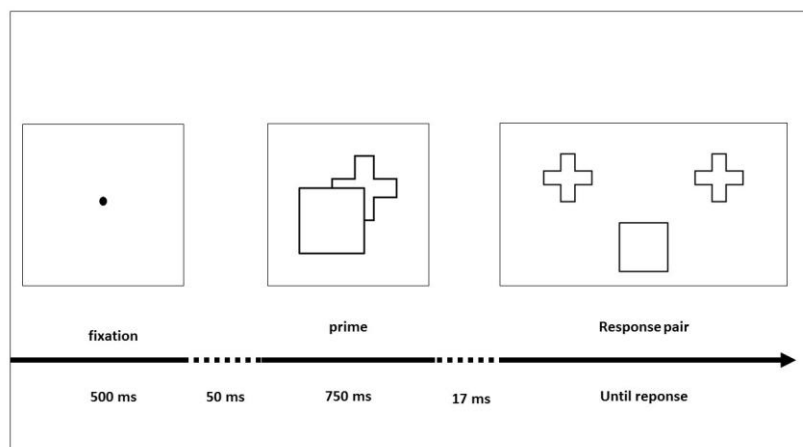 fixation
prime
Response pair
500 ms
50 ms
750 ms
17 ms
Until reponse